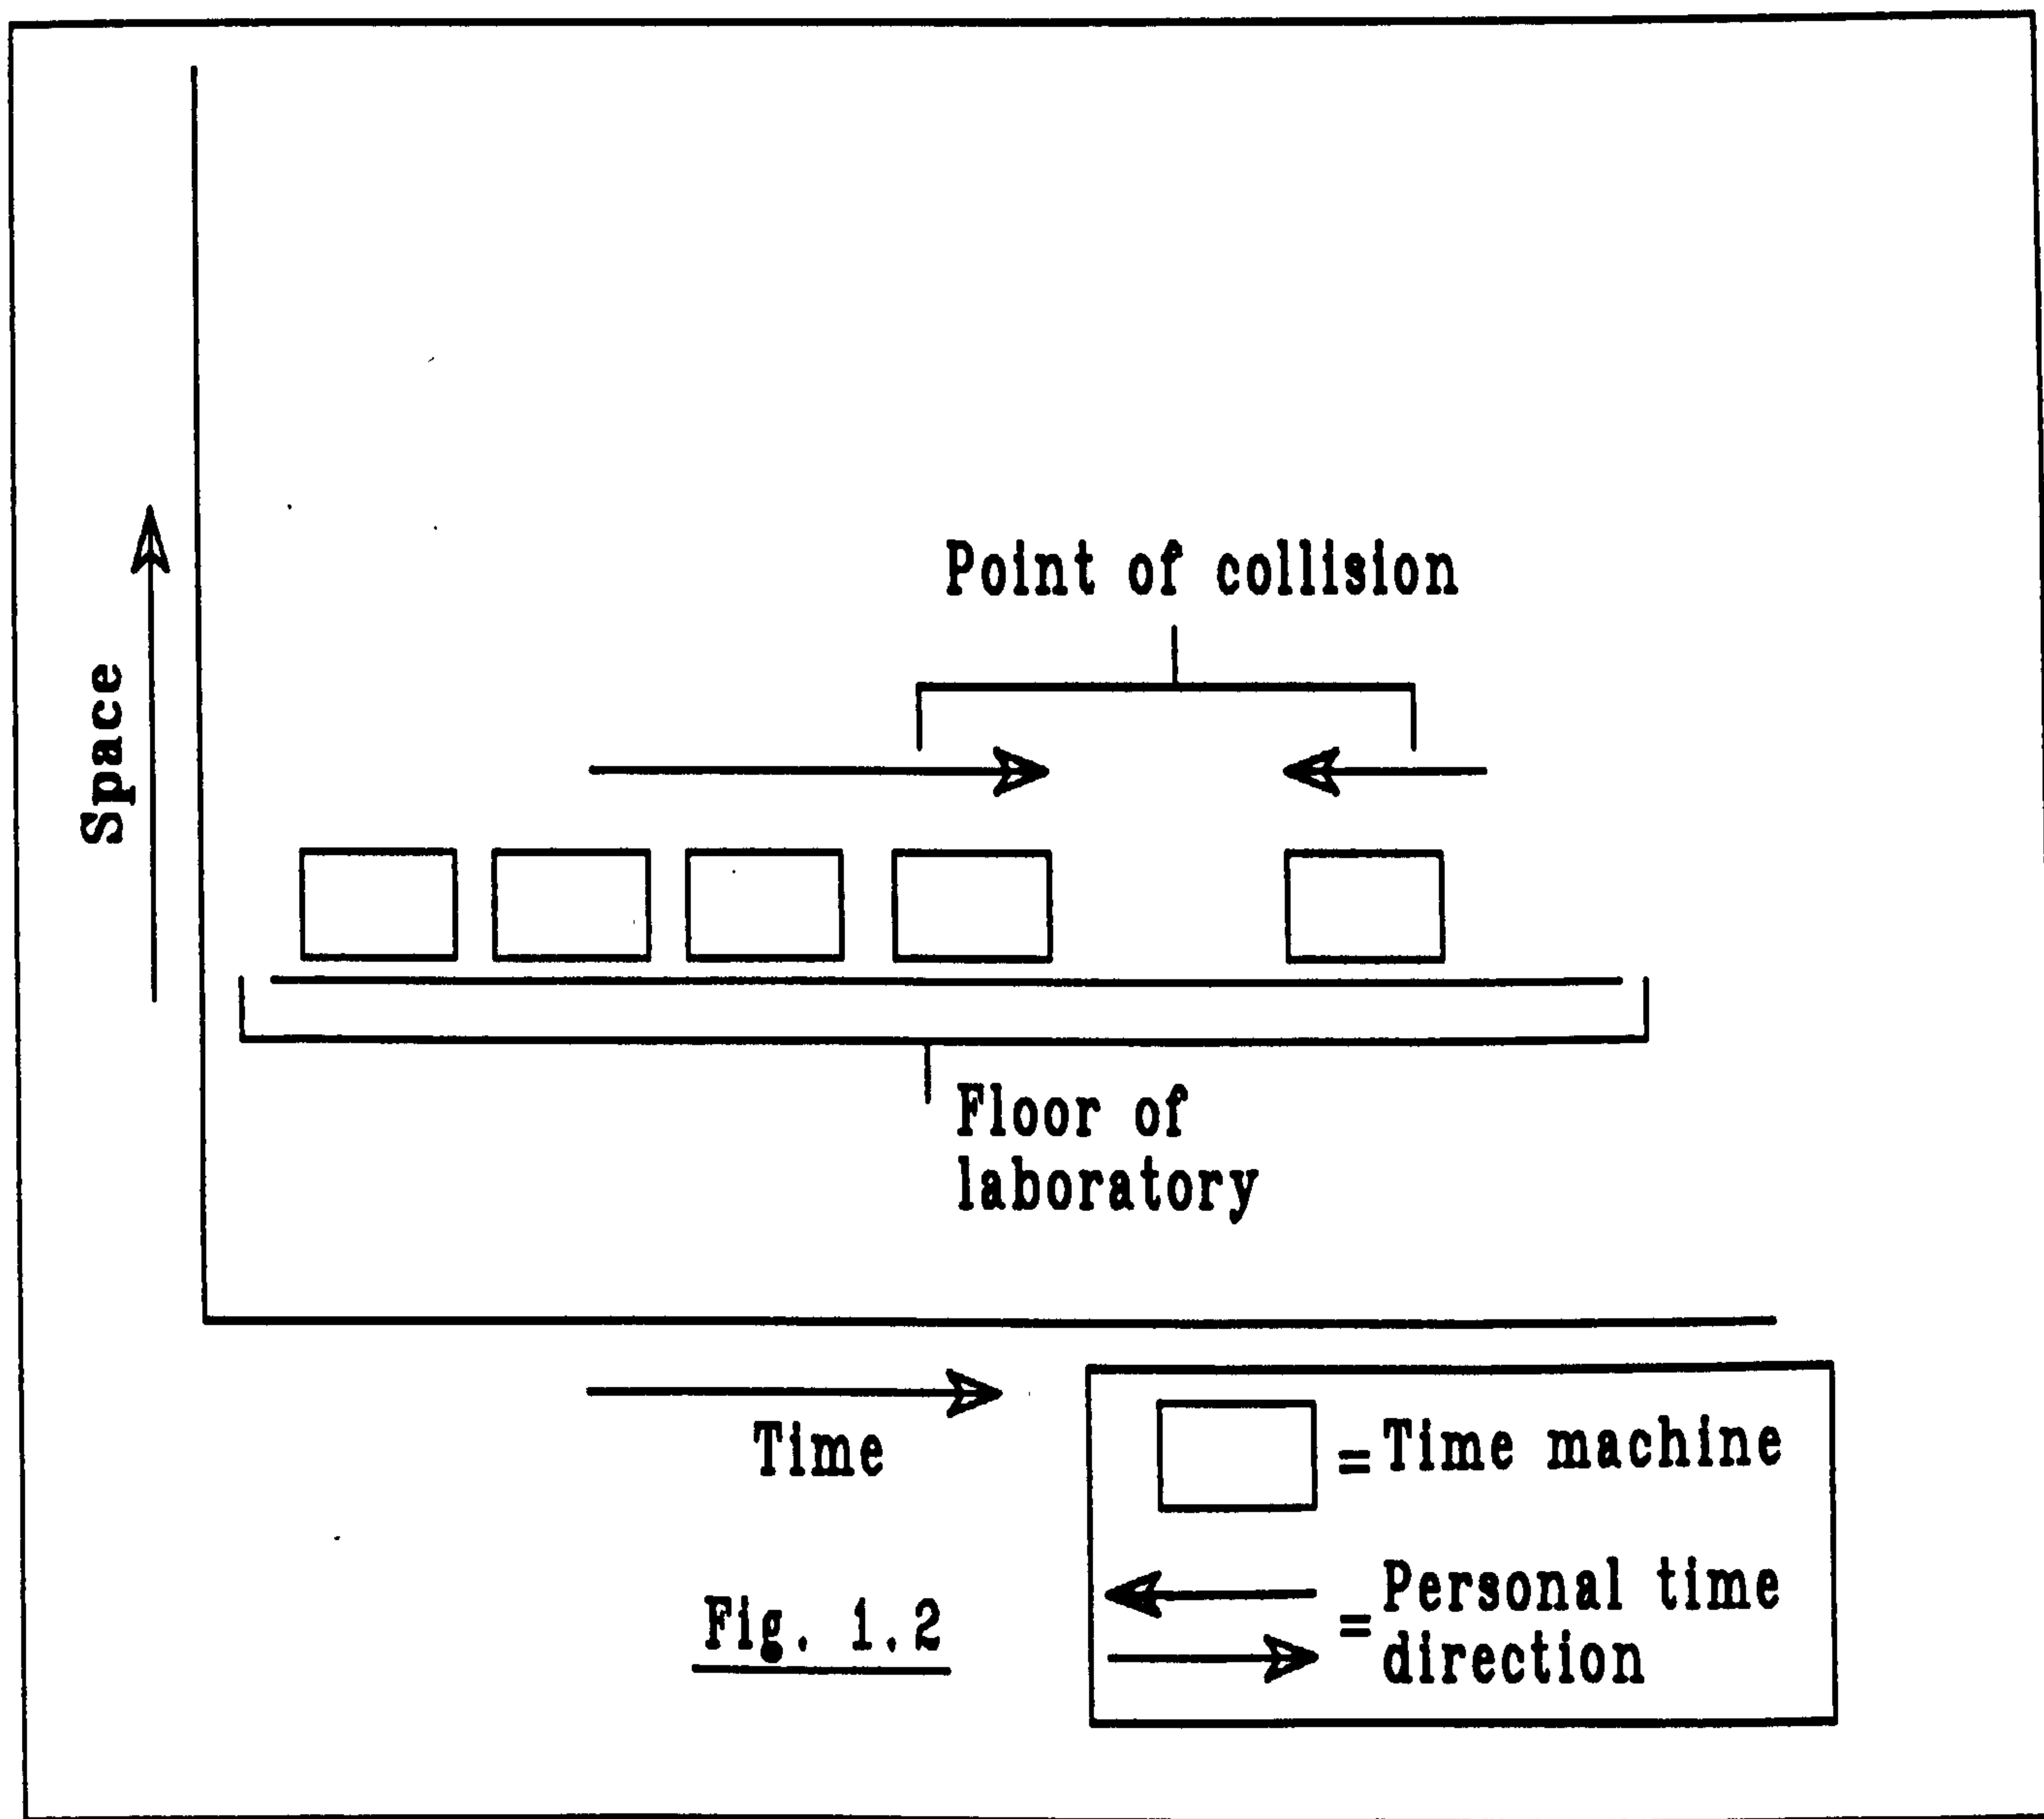 Space
Point of collision
Floor of
laboratory
Time
= Time machine
= Personal time
direction
Fig. 1.2